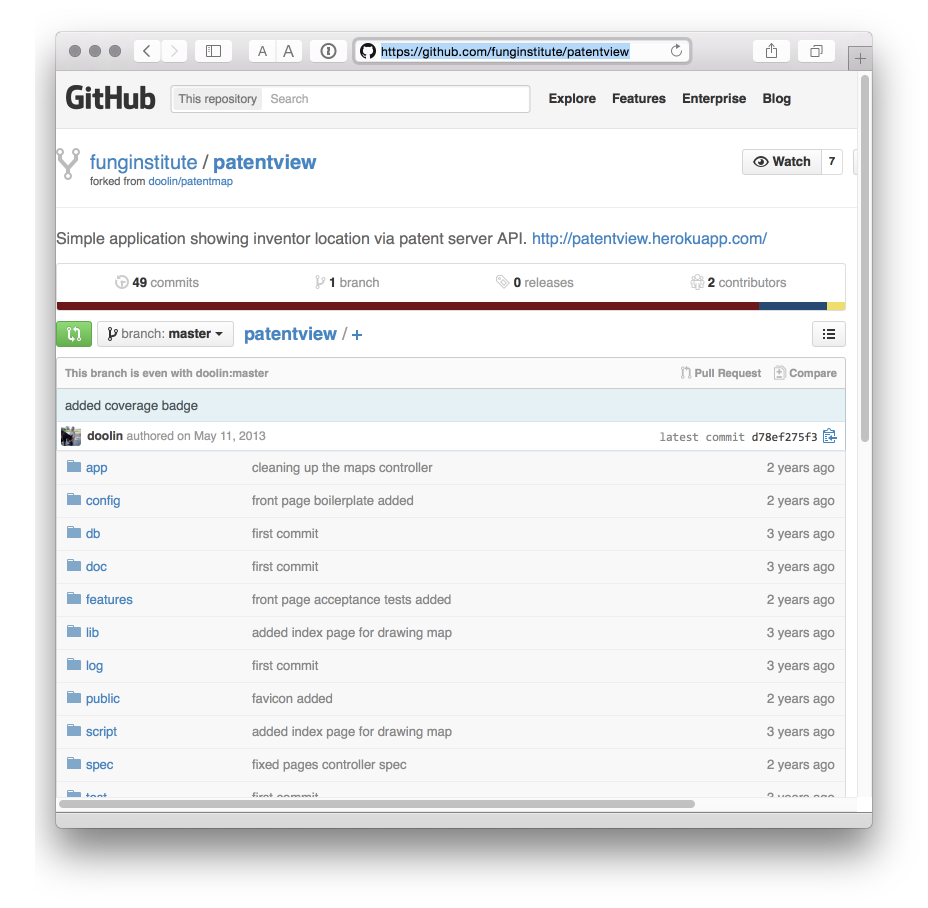 A A https://github.com/funginstitute/patentview
GitHub This repository Search Explore Features Enterprise Blog
funginstitute / patentview Watch 7
forked from doolin/patentmap
Simple application showing inventor location via patent server API. http://patentview.herokuapp.com/
49 commits 1 branch 0 releases 2 contributors
branch: master patentview / +
This branch is even with doolin:master Pull Request Compare
added coverage badge
doolin authored on May 11, 2013 latest commit d78ef275f3
app cleaning up the maps controller 2 years ago
config front page boilerplate added 2 years ago
db first commit 3 years ago
doc first commit 3 years ago
features front page acceptance tests added 2 years ago
lib added index page for drawing map 3 years ago
log first commit 3 years ago
public favicon added 2 years ago
script added index page for drawing map 3 years ago
spec fixed pages controller spec 2 years ago
test first commit 3 years ago